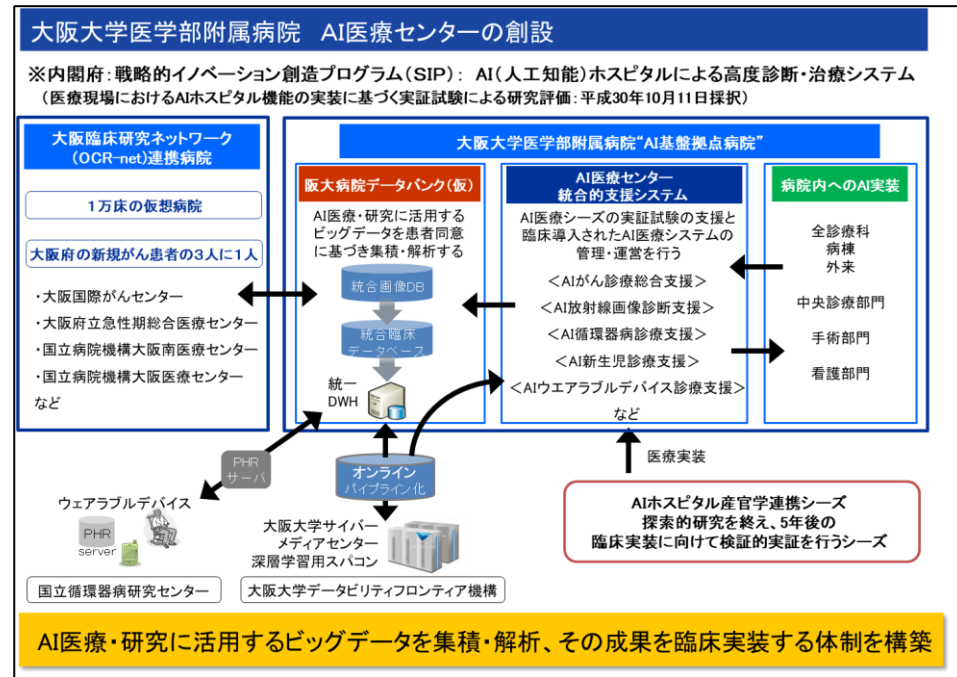 大阪大学医学部附属病院 AI医療センターの創設
※内閣府:戦略的イノベーション創造プログラム(SIP): AI(人工知能)ホスピタルによる高度診断・治療システム
(医療現場におけるAIホスピタル機能の実装に基づく実証試験による研究評価:平成30年10月11日採択)
大阪臨床研究ネットワーク
(OCR-net)連携病院
1万床の仮想病院
大阪府の新規がん患者の3人に1人
・大阪国際がんセンター
・大阪府立急性期総合医療センター
・国立病院機構大阪南医療センター
・国立病院機構大阪医療センター
など
大阪大学医学部附属病院“AI基盤拠点病院”
阪大病院データバンク(仮)
AI医療・研究に活用する
ビッグデータを患者同意
に基づき集積・解析する
統合画像DB
統合臨床
データベース
統一
DWH
AI医療センター
統合的支援システム
AI医療シーズの実証試験の支援と
臨床導入されたAI医療システムの
管理・運営を行う
<AIがん診療総合支援>
<AI放射線画像診断支援>
<AI循環器病診療支援>
<AI新生児診療支援>
<AIウエアラブルデバイス診療支援>
など
病院内へのAI実装
全診療科
病棟
外来
中央診療部門
手術部門
看護部門
PHR
サーバ
ウェアラブルデバイス
PHR
server
国立循環器病研究センター
オンライン
パイプライン化
大阪大学サイバー
メディアセンター
深層学習用スパコン
大阪大学データビリティフロンティア機構
医療実装
AIホスピタル産官学連携シーズ
探索的研究を終え、5年後の
臨床実装に向けて検証的実証を行うシーズ
AI医療・研究に活用するビッグデータを集積・解析、その成果を臨床実装する体制を構築